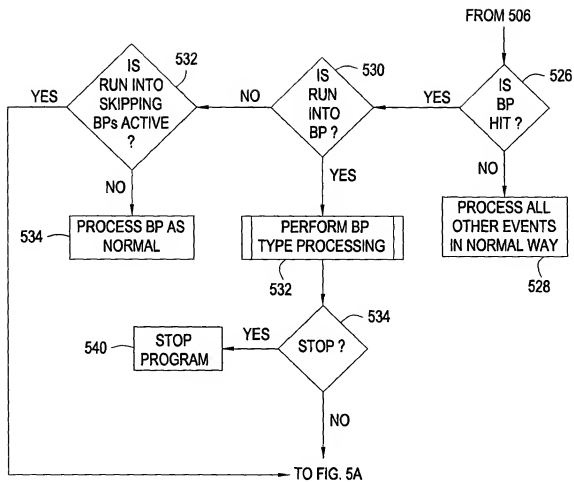 FROM 506
IS
RUN INTO
SKIPPING
BPs ACTIVE
?
532
YES
NO
IS
RUN
INTO
BP ?
530
NO
YES
IS
BP
HIT ?
526
YES
NO
534
PROCESS BP AS
NORMAL
PERFORM BP
TYPE PROCESSING
532
PROCESS ALL
OTHER EVENTS
IN NORMAL WAY
528
540
STOP
PROGRAM
YES
STOP ?
534
NO
TO FIG. 5A